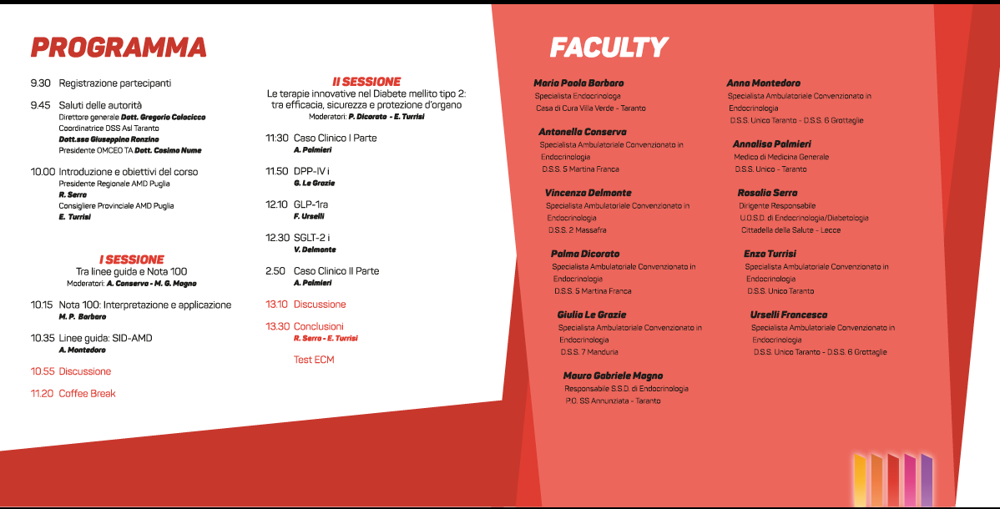 PROGRAMMA
9.30 Registrazione partecipanti
9.45 Saluti delle autorità
Direttore generale Dott. Gregorio Colacicco
Coordinatrice DSS Asl Taranto
Dott.ssa Giuseppina Ronzino
Presidente OMCEO TA Dott. Cosimo Nume
10.00 Introduzione e obiettivi del corso
Presidente Regionale AMD Puglia
R. Serra
Consigliere Provinciale AMD Puglia
E. Turrisi
I SESSIONE
Tra linee guida e Nota 100
Moderatori: A. Conserva - M. G. Magno
10.15 Nota 100: Interpretazione e applicazione
M. P. Barbaro
10.35 Linee guida: SID-AMD
A. Montedoro
10.55 Discussione
11.20 Coffee Break
II SESSIONE
Le terapie innovative nel Diabete mellito tipo 2:
tra efficacia, sicurezza e protezione d'organo
Moderatori: P. Dicorato - E. Turrisi
11:30 Caso Clinico I Parte
A. Palmieri
11.50 DPP-IV i
G. Le Grazie
12.10 GLP-1ra
F. Urselli
12.30 SGLT-2 i
V. Delmonte
2.50 Caso Clinico II Parte
A. Palmieri
13.10 Discussione
13.30 Conclusioni
R. Serra - E. Turrisi
Test ECM
FACULTY
Maria Paola Barbaro
Specialista Endocrinologa
Casa di Cura Villa Verde - Taranto
Antonella Conserva
Specialista Ambulatoriale Convenzionato in
Endocrinologia
D.S.S. 5 Martina Franca
Vincenza Delmonte
Specialista Ambulatoriale Convenzionato in
Endocrinologia
D.S.S. 2 Massafra
Palma Dicorato
Specialista Ambulatoriale Convenzionato in
Endocrinologia
D.S.S. 5 Martina Franca
Giulia Le Grazie
Specialista Ambulatoriale Convenzionato in
Endocrinologia
D.S.S. 7 Manduria
Mauro Gabriele Magno
Responsabile S.S.D. di Endocrinologia
P.O. SS Annunziata - Taranto
Anna Montedoro
Specialista Ambulatoriale Convenzionato in
Endocrinologia
D.S.S. Unico Taranto - D.S.S. 6 Grottaglie
Annalisa Palmieri
Medico di Medicina Generale
D.S.S. Unico - Taranto
Rosalia Serra
Dirigente Responsabile
U.O.S.D. di Endocrinologia/Diabetologia
Cittadella della Salute - Lecce
Enza Turrisi
Specialista Ambulatoriale Convenzionato in
Endocrinologia
D.S.S. Unico Taranto
Urselli Francesca
Specialista Ambulatoriale Convenzionato in
Endocrinologia
D.S.S. Unico Taranto - D.S.S. 6 Grottaglie